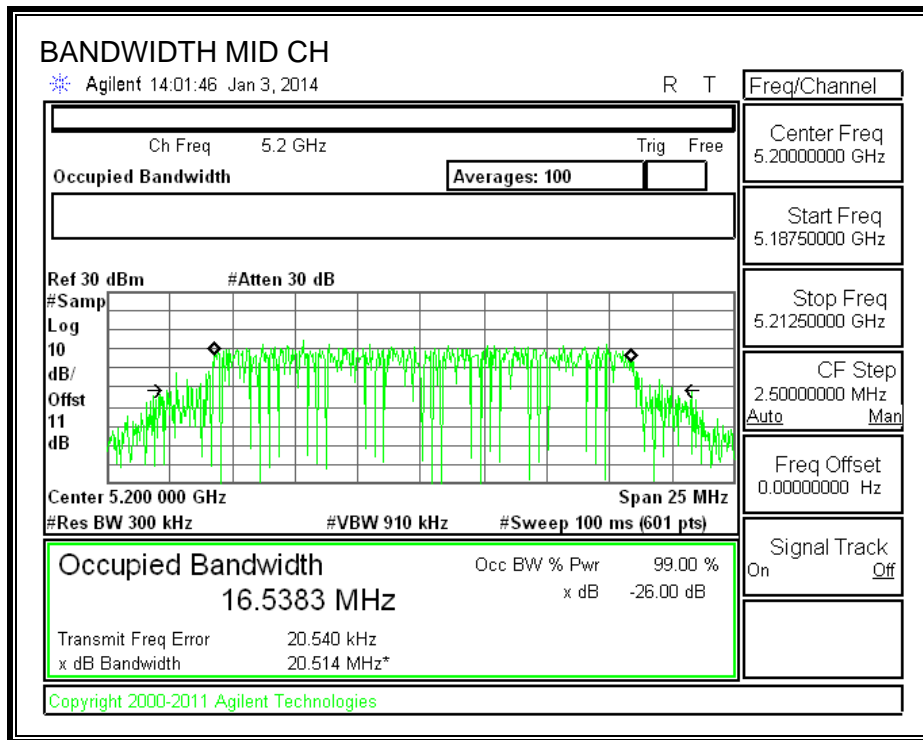 BANDWIDTH MID CH
Agilent 14:01:46 Jan 3, 2014 R T
Freq/Channel
Ch Freq 5.2 GHz Trig Free
Occupied Bandwidth Averages: 100
Ref 30 dBm #Atten 30 dB
#Samp
Log
10
dB/
Offst
11
dB
Center 5.200 000 GHz Span 25 MHz
#Res BW 300 kHz #VBW 910 kHz #Sweep 100 ms (601 pts)
Occupied Bandwidth Occ BW % Pwr 99.00 %
16.5383 MHz x dB -26.00 dB
Transmit Freq Error 20.540 kHz
x dB Bandwidth 20.514 MHz*
Copyright 2000-2011 Agilent Technologies
Center Freq
5.20000000 GHz
Start Freq
5.18750000 GHz
Stop Freq
5.21250000 GHz
CF Step
2.50000000 MHz
Auto Man
Freq Offset
0.00000000 Hz
Signal Track
On Off